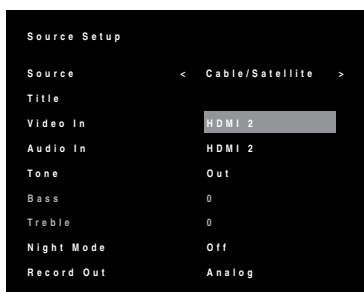 Source Setup
Source < Cable/Satellite >
Title
Video In HDMI 2
Audio In HDMI 2
Tone Out
Bass 0
Treble 0
Night Mode Off
Record Out Analog